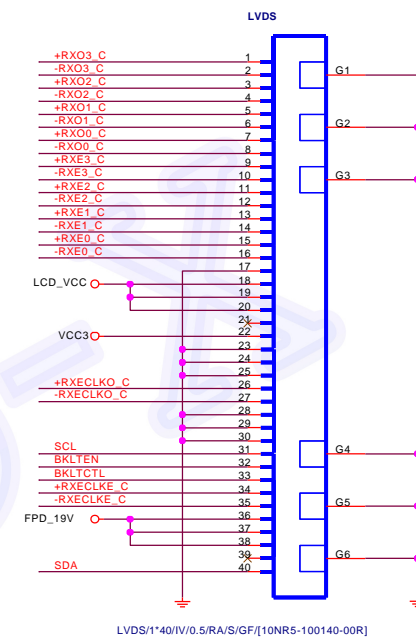 LVDS
+RXO3_C 1
-RXO3_C 2 G1
+RXO2_C 3
-RXO2_C 4
+RXO1_C 5
-RXO1_C 6 G2
+RXO0_C 7
-RXO0_C 8
+RXE3_C 9
-RXE3_C 10 G3
+RXE2_C 11
-RXE2_C 12
+RXE1_C 13
-RXE1_C 14
+RXE0_C 15
-RXE0_C 16
17
LCD_VCC 18
19
20
21
VCC3 22
23
24
25
+RXECLKO_C 26
-RXECLKO_C 27
28
29
30
SCL 31 G4
BKLTEN 32
BKLTCTL 33
+RXECLKE_C 34
-RXECLKE_C 35 G5
FPD_19V 36
37
38
39 G6
SDA 40
LVDS/1*40/IV/0.5/RA/S/GF/[10NR5-100140-00R]